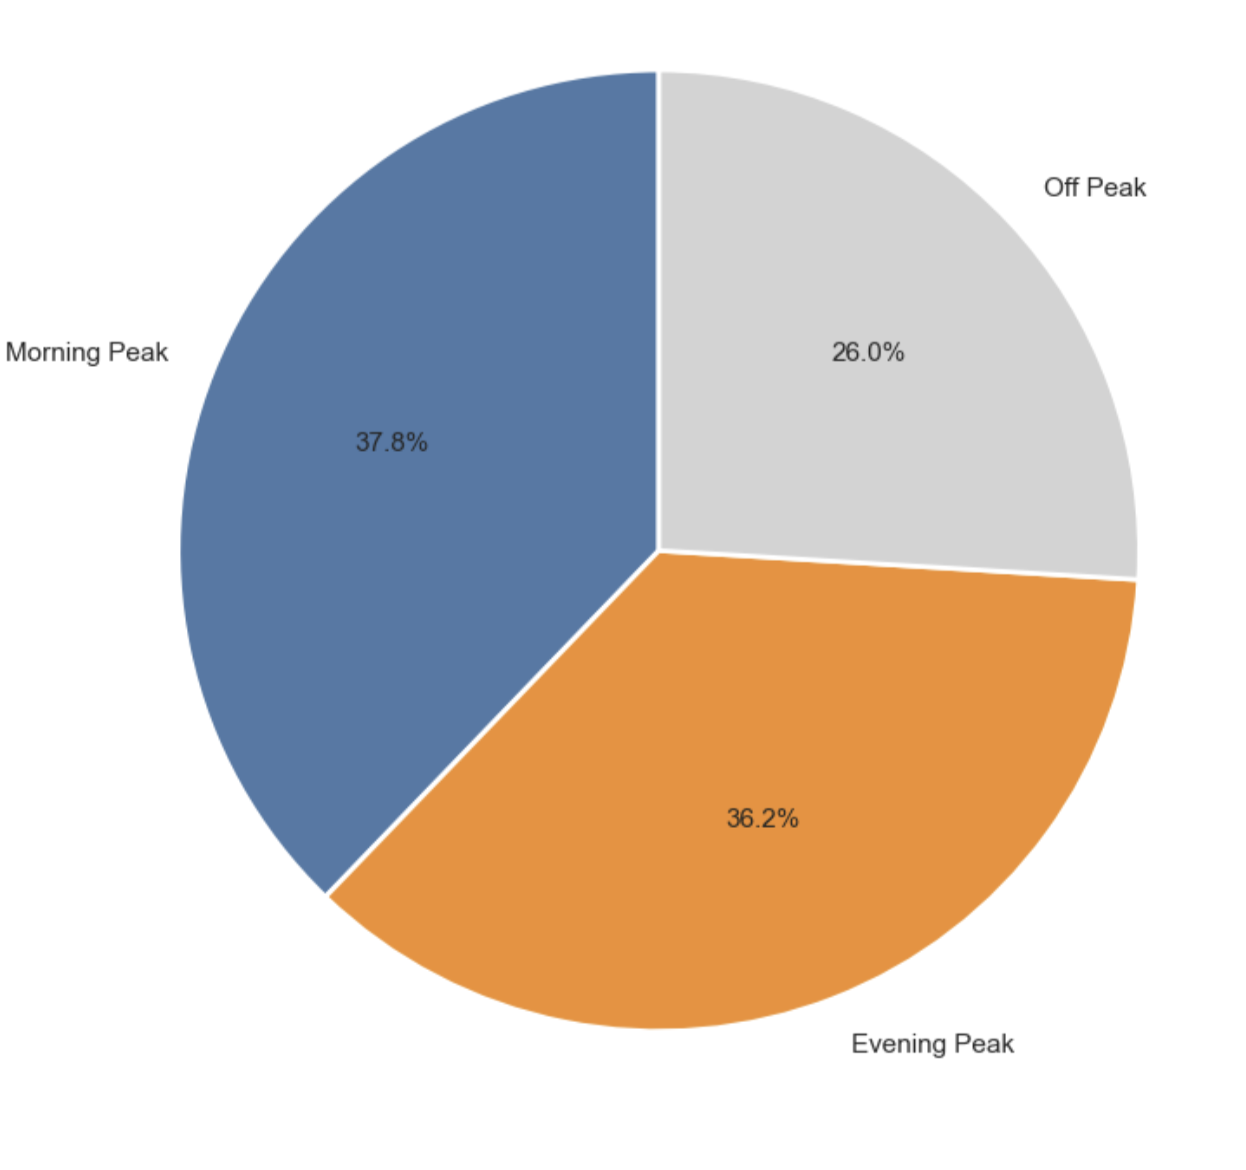 Off Peak
Morning Peak
26.0%
37.8%
36.2%
Evening Peak